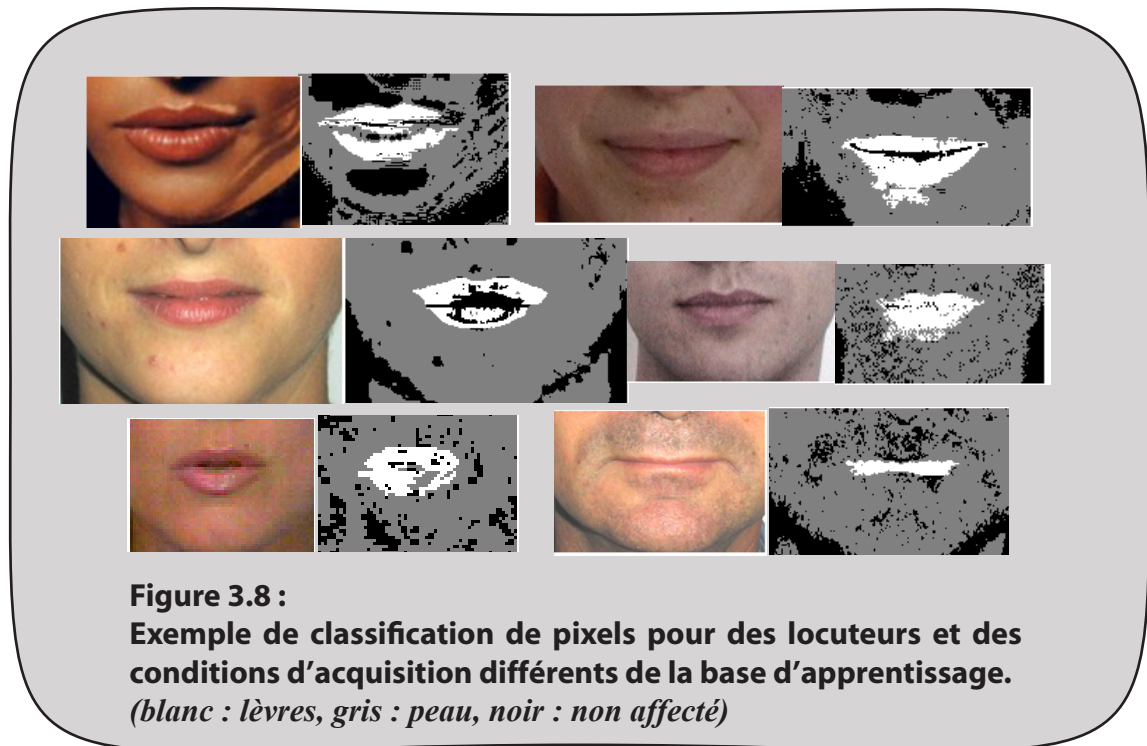 Figure 3.8 :
Exemple de classification de pixels pour des locuteurs et des
conditions d’acquisition différents de la base d’apprentissage.
(blanc : lèvres, gris : peau, noir : non affecté)